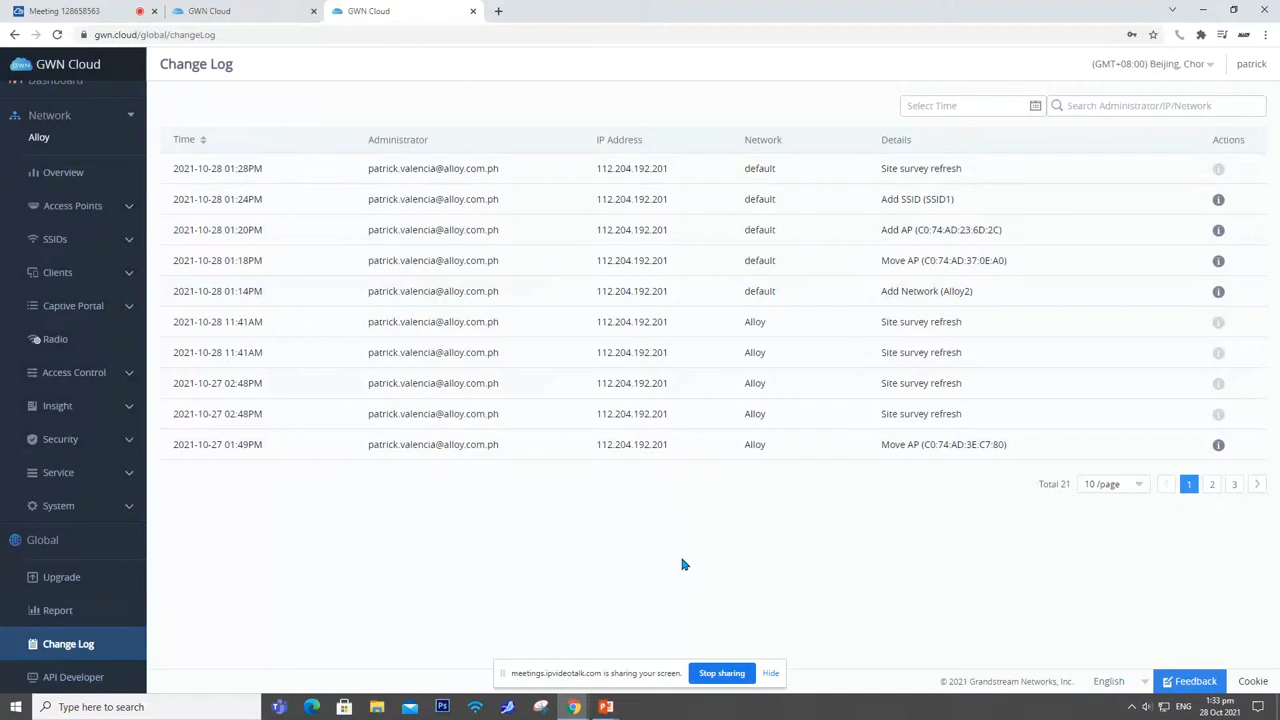 Meeting 128658563
GWN Cloud
GWN Cloud
gwn.cloud/global/changeLog
GWN Cloud
Change Log
(GMT+08:00) Beijing, Chon
patrick
Dashboard
Network
Alloy
Overview
Access Points
SSIDs
Clients
Captive Portal
Radio
Access Control
Insight
Security
Service
System
Global
Upgrade
Report
Change Log
API Developer
Select Time
Search Administrator/IP/Network
Time Administrator IP Address Network Details Actions
2021-10-28 01:28PM patrick.valencia@alloy.com.ph 112.204.192.201 default Site survey refresh
2021-10-28 01:24PM patrick.valencia@alloy.com.ph 112.204.192.201 default Add SSID (SSID1)
2021-10-28 01:20PM patrick.valencia@alloy.com.ph 112.204.192.201 default Add AP (C0:74:AD:23:6D:2C)
2021-10-28 01:18PM patrick.valencia@alloy.com.ph 112.204.192.201 default Move AP (C0:74:AD:37:0E:A0)
2021-10-28 01:14PM patrick.valencia@alloy.com.ph 112.204.192.201 default Add Network (Alloy2)
2021-10-28 11:41AM patrick.valencia@alloy.com.ph 112.204.192.201 Alloy Site survey refresh
2021-10-28 11:41AM patrick.valencia@alloy.com.ph 112.204.192.201 Alloy Site survey refresh
2021-10-27 02:48PM patrick.valencia@alloy.com.ph 112.204.192.201 Alloy Site survey refresh
2021-10-27 02:48PM patrick.valencia@alloy.com.ph 112.204.192.201 Alloy Site survey refresh
2021-10-27 01:49PM patrick.valencia@alloy.com.ph 112.204.192.201 Alloy Move AP (C0:74:AD:3E:C7:80)
Total 21 10 /page 1 2 3
meetings.ipvideotalk.com is sharing your screen. Stop sharing Hide
© 2021 Grandstream Networks, Inc. English Feedback Cookie
Type here to search
ENG
1:33 pm
28 Oct 2021